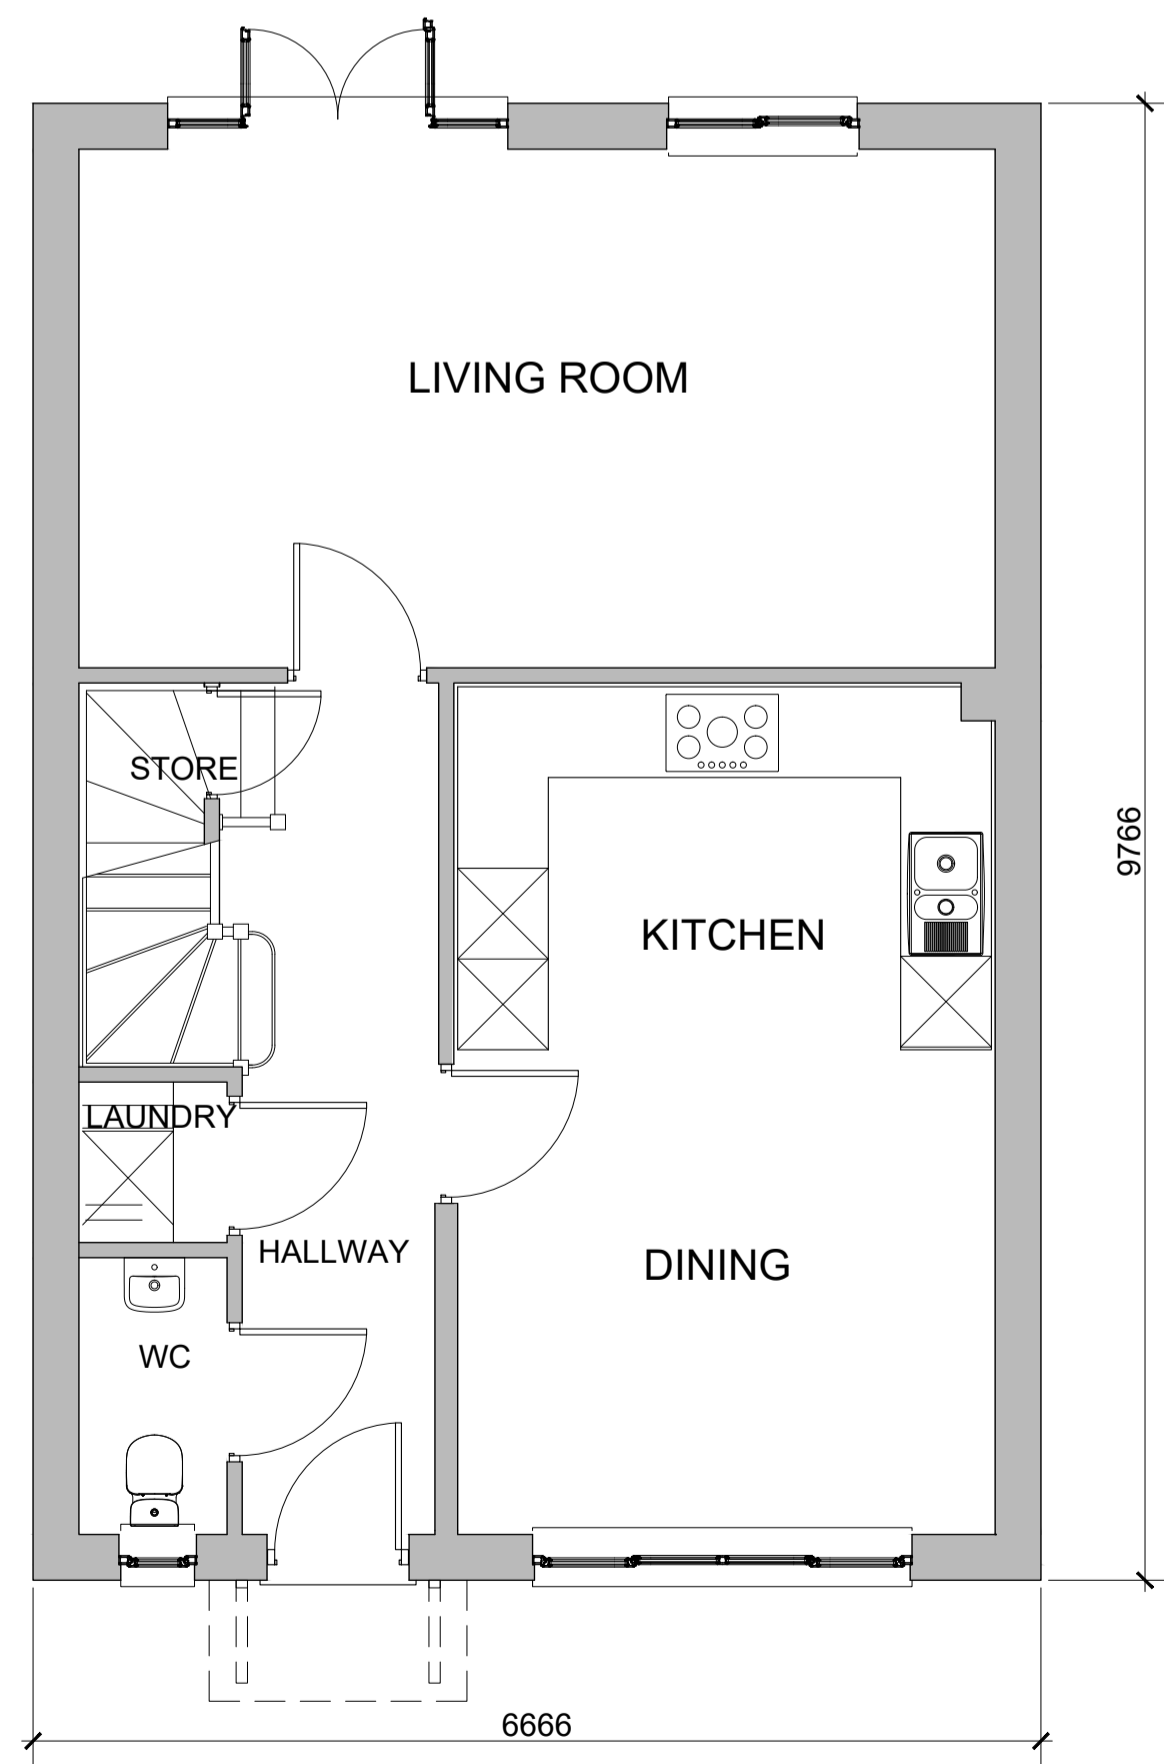 LIVING ROOM
STORE
9766
KITCHEN
LAUNDRY
HALLWAY
DINING
WC
6666